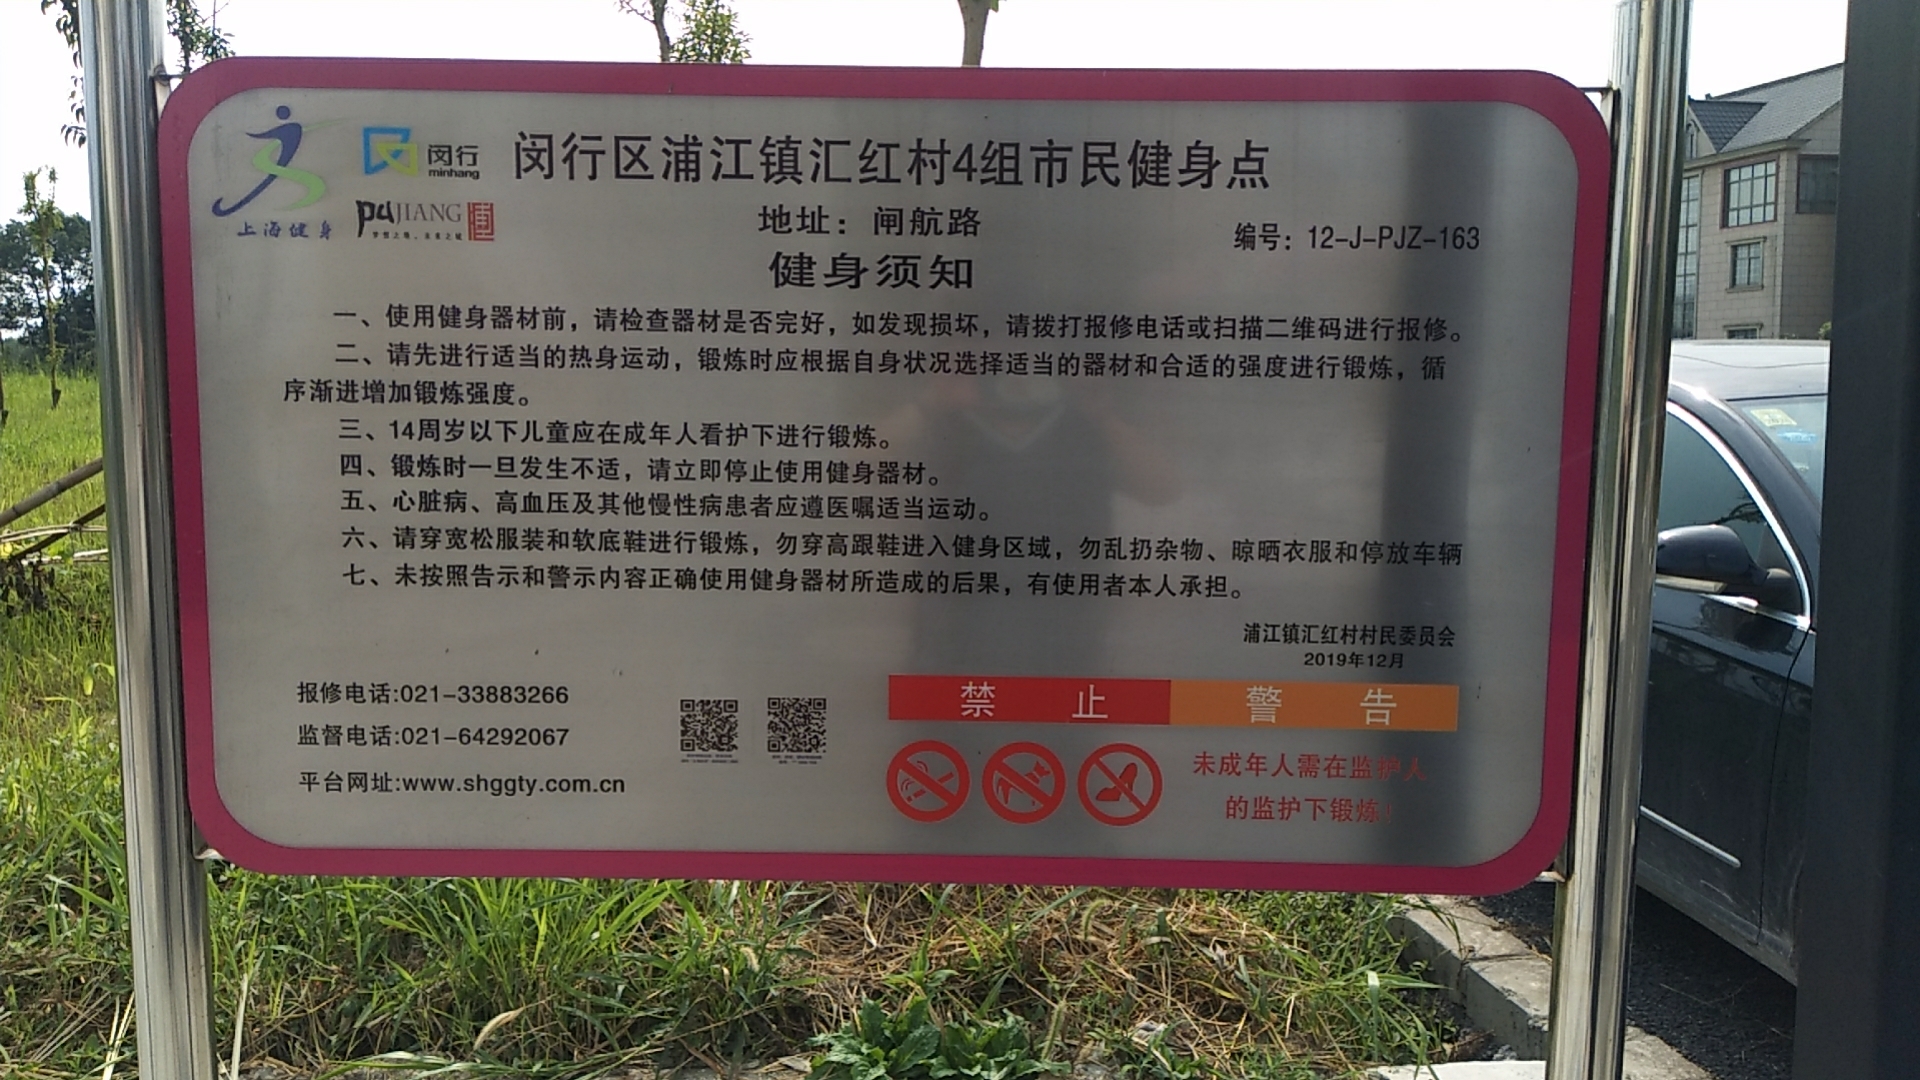 闵行区浦江镇汇红村4组市民健身点
闵行
minhang
上海健身
PUJIANG
地址：闸航路
编号：12-J-PJZ-163
健身须知
一、使用健身器材前，请检查器材是否完好，如发现损坏，请拨打报修电话或扫描二维码进行报修。
二、请先进行适当的热身运动，锻炼时应根据自身状况选择适当的器材和合适的强度进行锻炼，循
序渐进增加锻炼强度。
三、14周岁以下儿童应在成年人看护下进行锻炼。
四、锻炼时一旦发生不适，请立即停止使用健身器材。
五、心脏病、高血压及其他慢性病患者应遵医嘱适当运动。
六、请穿宽松服装和软底鞋进行锻炼，勿穿高跟鞋进入健身区域，勿乱扔杂物、晾晒衣服和停放车辆
七、未按照告示和警示内容正确使用健身器材所造成的后果，有使用者本人承担。
浦江镇汇红村村民委员会
2019年12月
报修电话:021-33883266
监督电话:021-64292067
平台网址:www.shggty.com.cn
禁止
警告
未成年人需在监护人
的监护下锻炼！